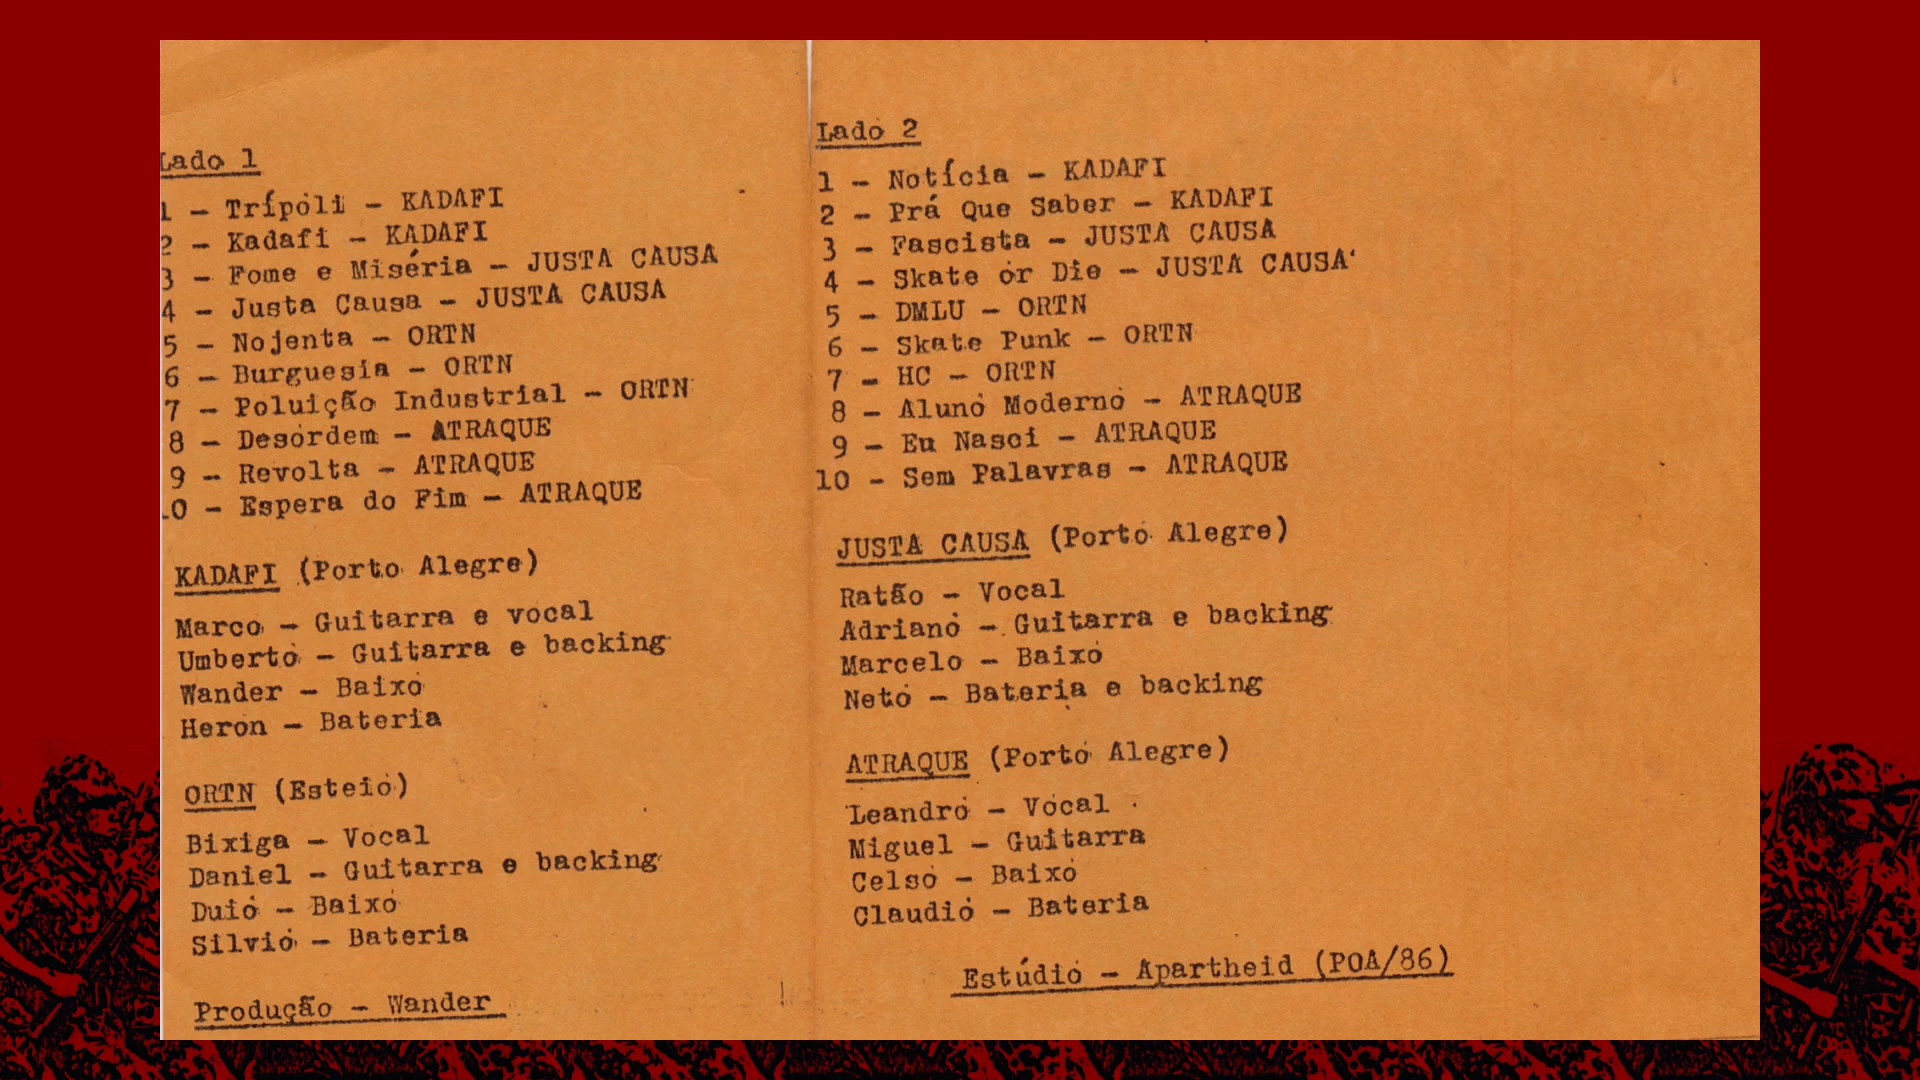 Lado 1
1 - Trípoli - KADAFI
2 - Kadafi - KADAFI
3 - Fome e Miséria - JUSTA CAUSA
4 - Justa Causa - JUSTA CAUSA
5 - Nojenta - ORTN
6 - Burguesia - ORTN
7 - Poluição Industrial - ORTN
8 - Desordem - ATRAQUE
9 - Revolta - ATRAQUE
10 - Espera do Fim - ATRAQUE
KADAFI (Porto Alegre)
Marco - Guitarra e vocal
Umberto - Guitarra e backing
Wander - Baixo
Heron - Bateria
ORTN (Esteio)
Bixiga - Vocal
Daniel - Guitarra e backing
Duio - Baixo
Silvio - Bateria
Produção - Wander
Lado 2
1 - Notícia - KADAFI
2 - Prá Que Saber - KADAFI
3 - Fascista - JUSTA CAUSA
4 - Skate or Die - JUSTA CAUSA
5 - DMLU - ORTN
6 - Skate Punk - ORTN
7 - HC - ORTN
8 - Aluno Moderno - ATRAQUE
9 - Eu Nasci - ATRAQUE
10 - Sem Palavras - ATRAQUE
JUSTA CAUSA (Porto Alegre)
Ratão - Vocal
Adriano - Guitarra e backing
Marcelo - Baixo
Neto - Bateria e backing
ATRAQUE (Porto Alegre)
Leandro - Vocal
Miguel - Guitarra
Celso - Baixo
Claudio - Bateria
Estúdio - Apartheid (POA/86)